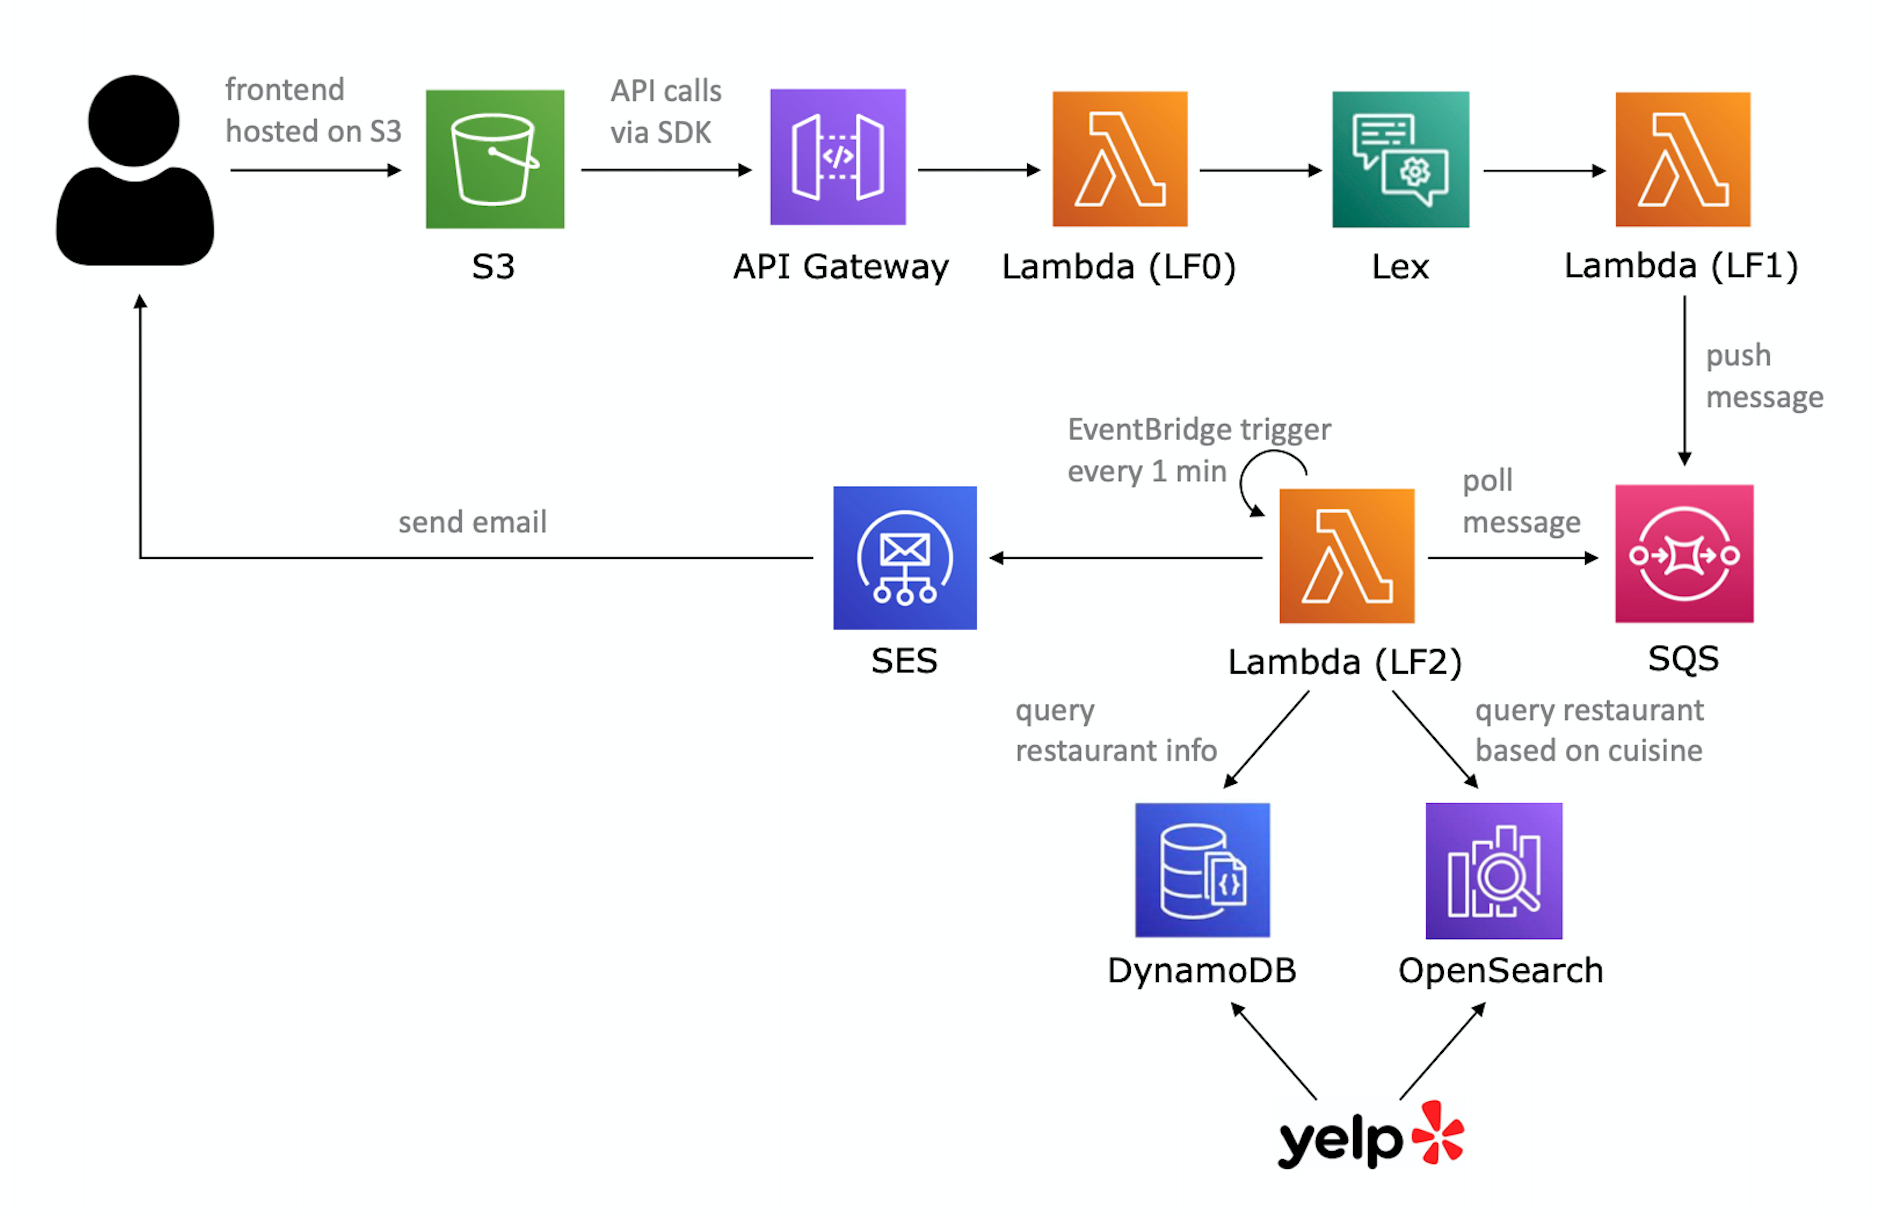 frontend
hosted on S3
API calls
via SDK
S3
API Gateway
Lambda (LF0)
Lex
Lambda (LF1)
push
message
EventBridge trigger
every 1 min
poll
message
send email
SES
Lambda (LF2)
SQS
query
restaurant info
query restaurant
based on cuisine
DynamoDB
OpenSearch
yelp